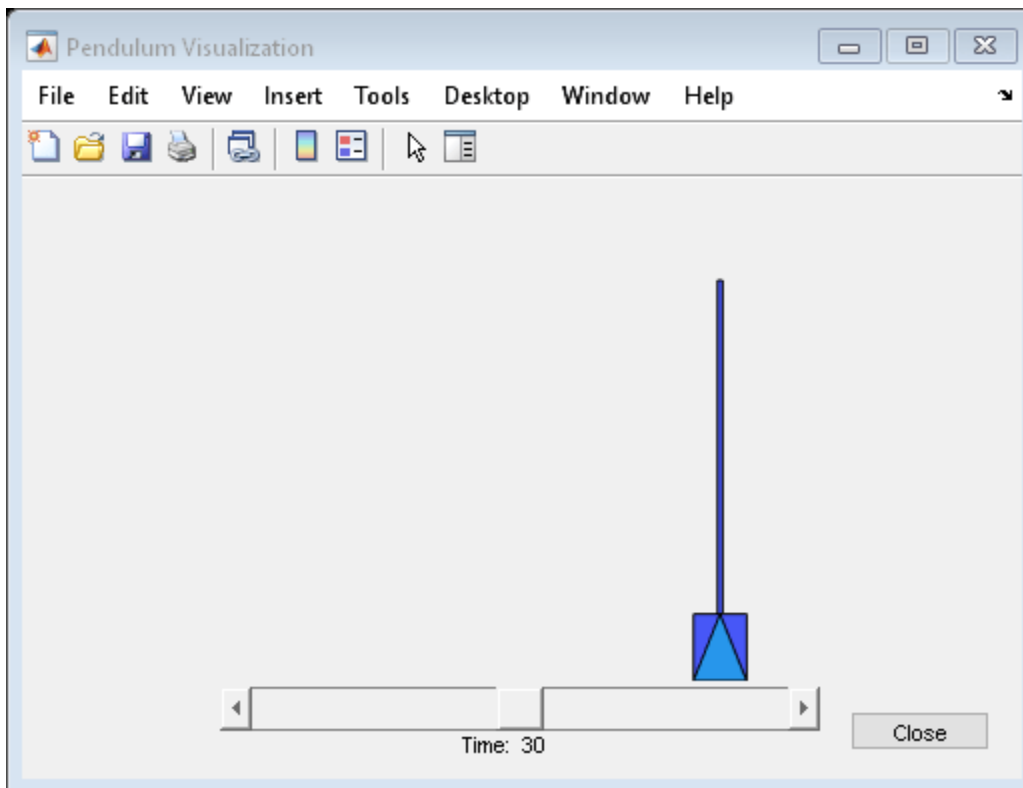 Pendulum Visualization
File Edit View Insert Tools Desktop Window Help
Time: 30
Close